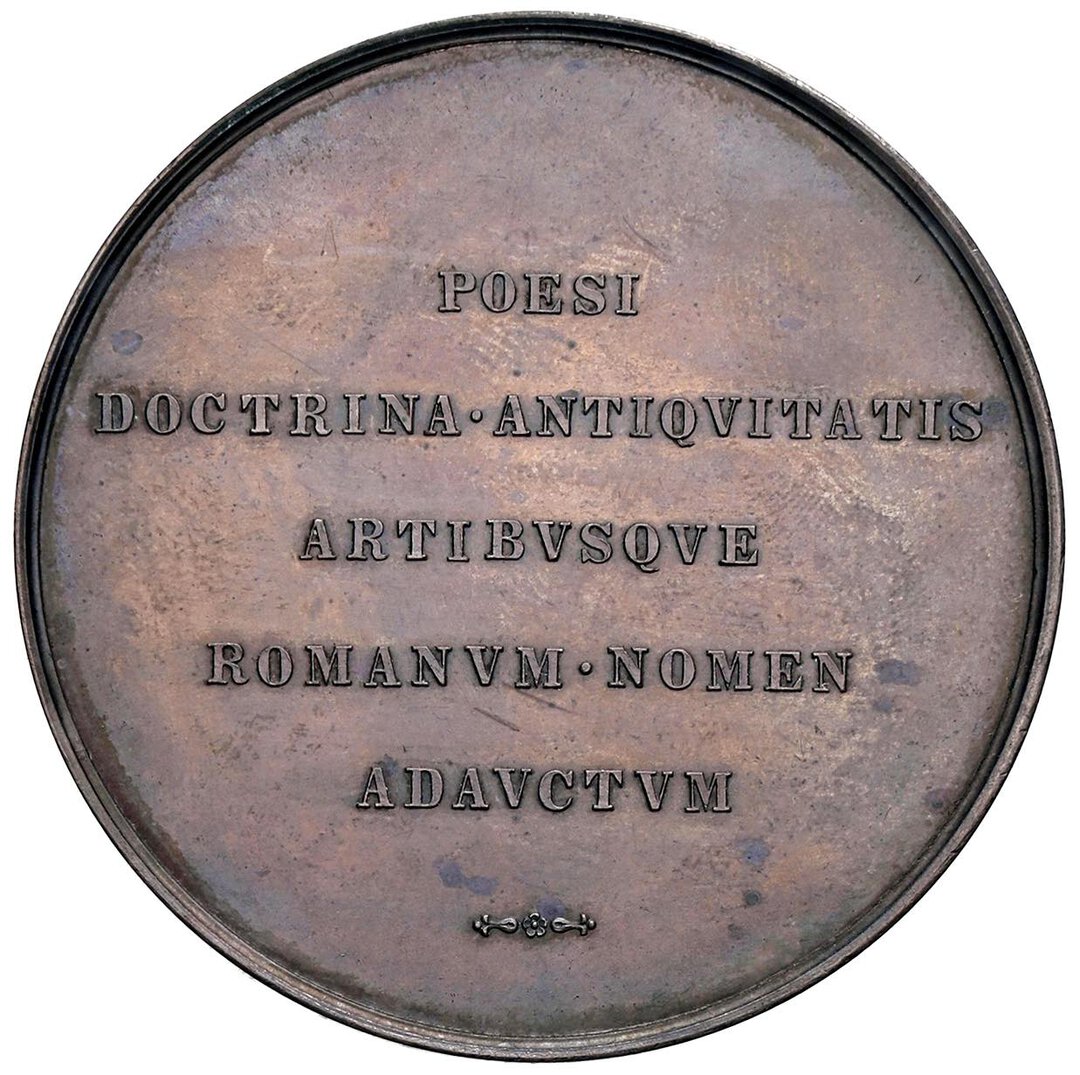 POESI
DOCTRINA·ANTIQVITATIS
ARTIBVSQVE
ROMANVM·NOMEN
ADAVCTVM